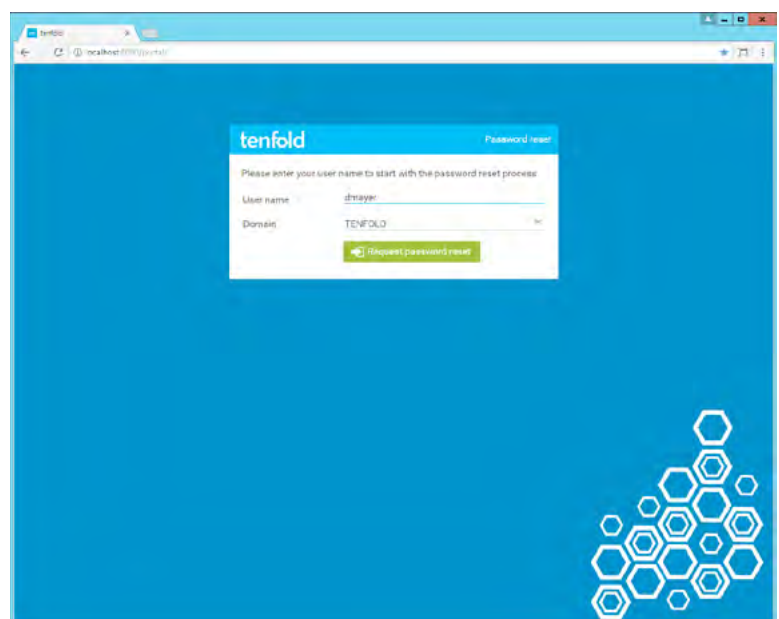 tenfold
localhost
tenfold
Password reset
Please enter your user name to start with the password reset process
User name
dmayer
Domain
TENFOLD
Request password reset